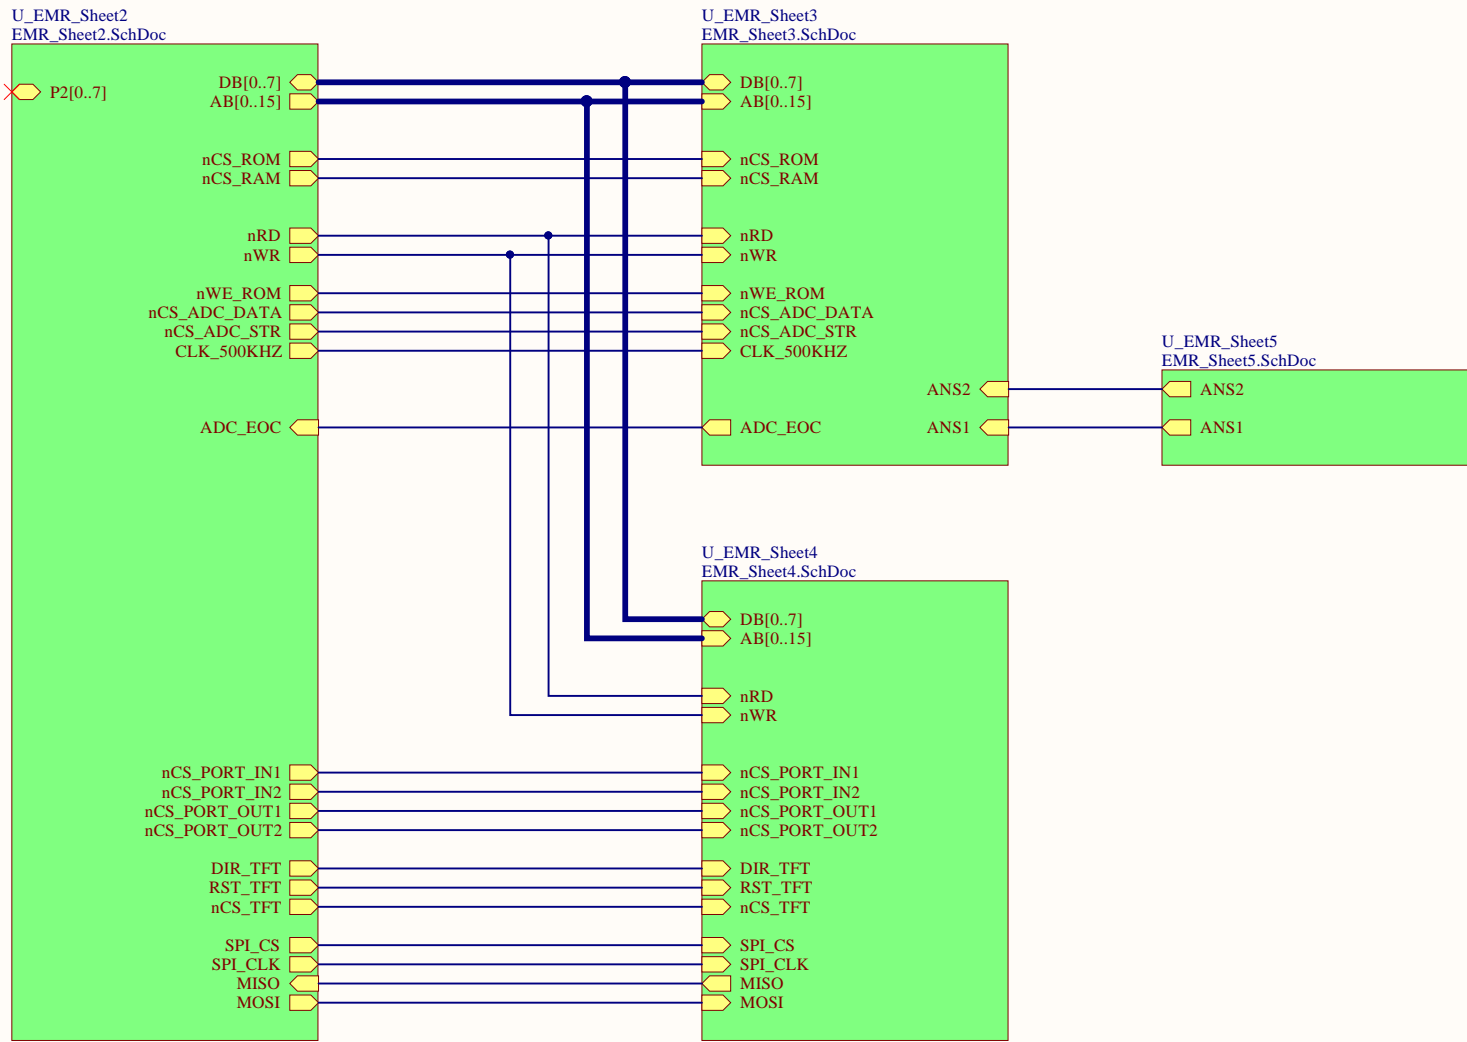 U_EMR_Sheet2
EMR_Sheet2.SchDoc
P2[0..7]
DB[0..7]
AB[0..15]
nCS_ROM
nCS_RAM
nRD
nWR
nWE_ROM
nCS_ADC_DATA
nCS_ADC_STR
CLK_500KHZ
ADC_EOC
nCS_PORT_IN1
nCS_PORT_IN2
nCS_PORT_OUT1
nCS_PORT_OUT2
DIR_TFT
RST_TFT
nCS_TFT
SPI_CS
SPI_CLK
MISO
MOSI
U_EMR_Sheet3
EMR_Sheet3.SchDoc
DB[0..7]
AB[0..15]
nCS_ROM
nCS_RAM
nRD
nWR
nWE_ROM
nCS_ADC_DATA
nCS_ADC_STR
CLK_500KHZ
ADC_EOC
ANS2
ANS1
U_EMR_Sheet5
EMR_Sheet5.SchDoc
ANS2
ANS1
U_EMR_Sheet4
EMR_Sheet4.SchDoc
DB[0..7]
AB[0..15]
nRD
nWR
nCS_PORT_IN1
nCS_PORT_IN2
nCS_PORT_OUT1
nCS_PORT_OUT2
DIR_TFT
RST_TFT
nCS_TFT
SPI_CS
SPI_CLK
MISO
MOSI